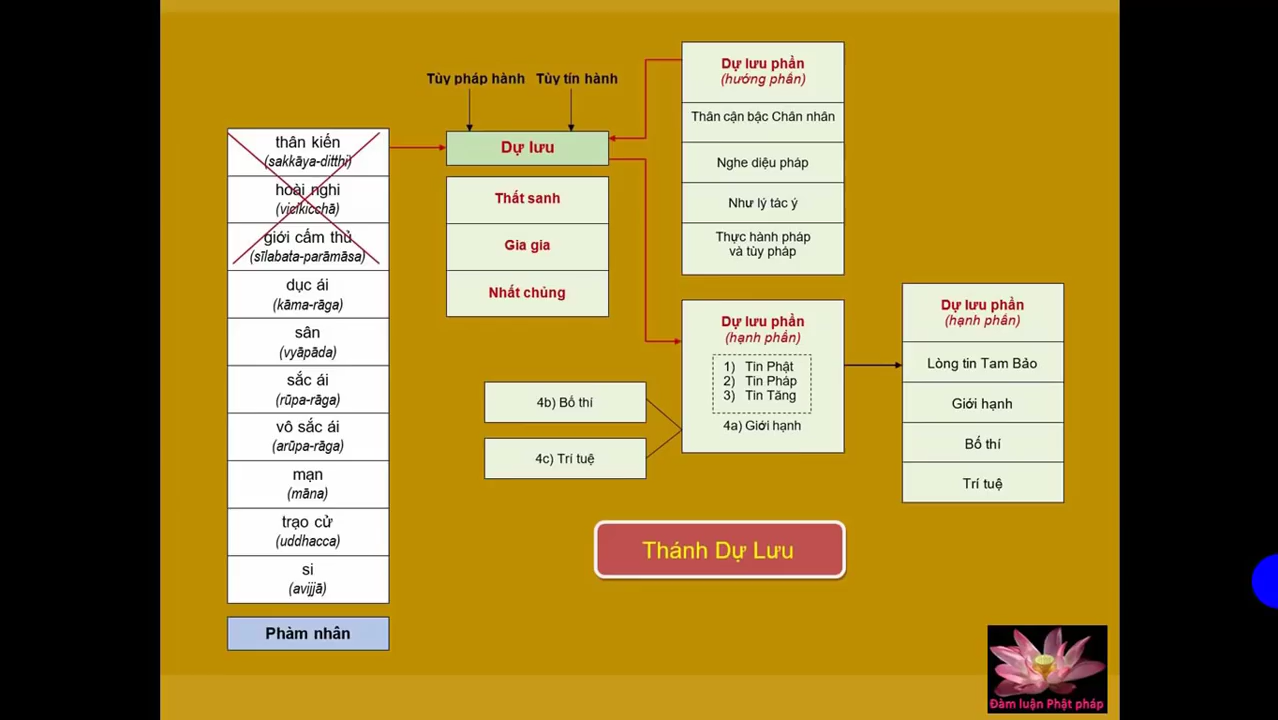 thân kiến
(sakkāya-ditthi)
hoài nghi
(vicikicchā)
giới cấm thủ
(sīlabata-parāmāsa)
dục ái
(kāma-rāga)
sân
(vyāpāda)
sắc ái
(rūpa-rāga)
vô sắc ái
(arūpa-rāga)
mạn
(māna)
trạo cử
(uddhacca)
si
(avijjā)
Phàm nhân
Tùy pháp hành
Tùy tín hành
Dự lưu
Thất sanh
Gia gia
Nhất chủng
Dự lưu phần
(hướng phần)
Thân cận bậc Chân nhân
Nghe diệu pháp
Như lý tác ý
Thực hành pháp
và tùy pháp
Dự lưu phần
(hạnh phần)
1) Tin Phật
2) Tin Pháp
3) Tin Tăng
4a) Giới hạnh
4b) Bố thí
4c) Trí tuệ
Dự lưu phần
(hạnh phần)
Lòng tin Tam Bảo
Giới hạnh
Bố thí
Trí tuệ
Thánh Dự Lưu
Đàm luận Phật pháp